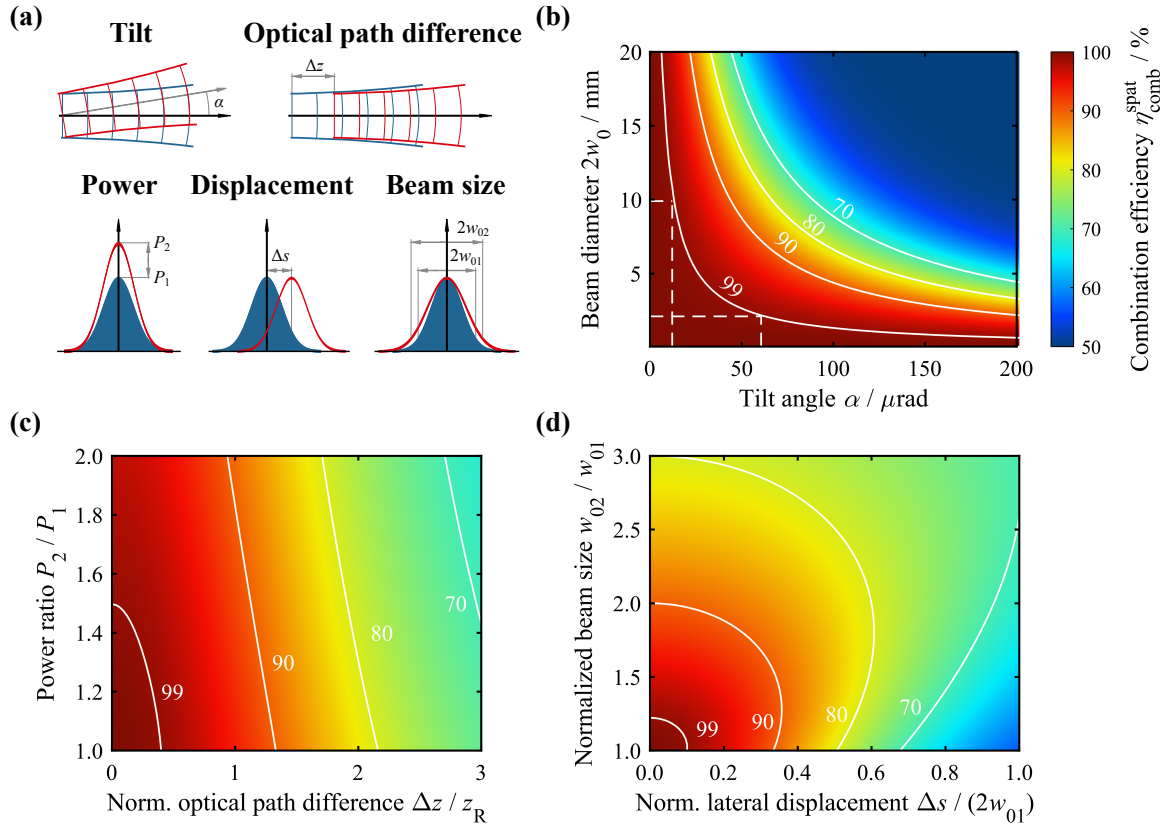 (a)
Tilt
Optical path difference
Δz
α
Power
Displacement
Beam size
P₂
P₁
Δs
2w₀₂
2w₀₁
(b)
Beam diameter 2w₀ / mm
20
15
10
5
0
50
100
150
200
Tilt angle α / μrad
70
80
90
99
100
90
80
70
60
50
Combination efficiency η_comb^spat / %
(c)
Power ratio P₂ / P₁
2.0
1.8
1.6
1.4
1.2
1.0
0
1
2
3
Norm. optical path difference Δz / z_R
99
90
80
70
(d)
Normalized beam size w₀₂ / w₀₁
3.0
2.5
2.0
1.5
1.0
0.0
0.2
0.4
0.6
0.8
1.0
Norm. lateral displacement Δs / (2w₀₁)
99
90
80
70